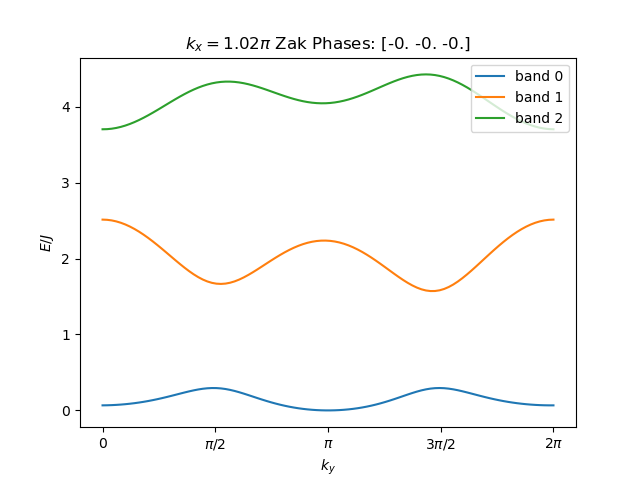 $k_x = 1.02\pi$ Zak Phases: [-0. -0. -0.]
band 0
band 1
band 2
E/J
4
3
2
1
0
0
π/2
π
3π/2
2π
$k_y$